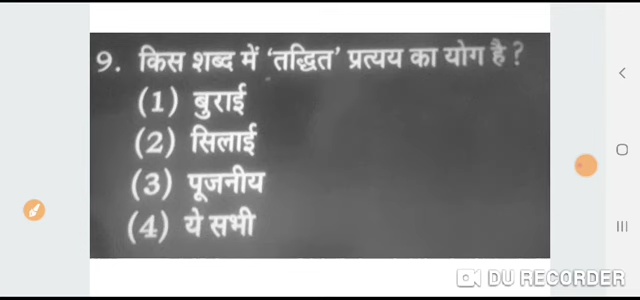 9. किस शब्द में ‘तद्धित’ प्रत्यय का योग है ?
(1) बुराई
(2) सिलाई
(3) पूजनीय
(4) ये सभी
DU RECORDER